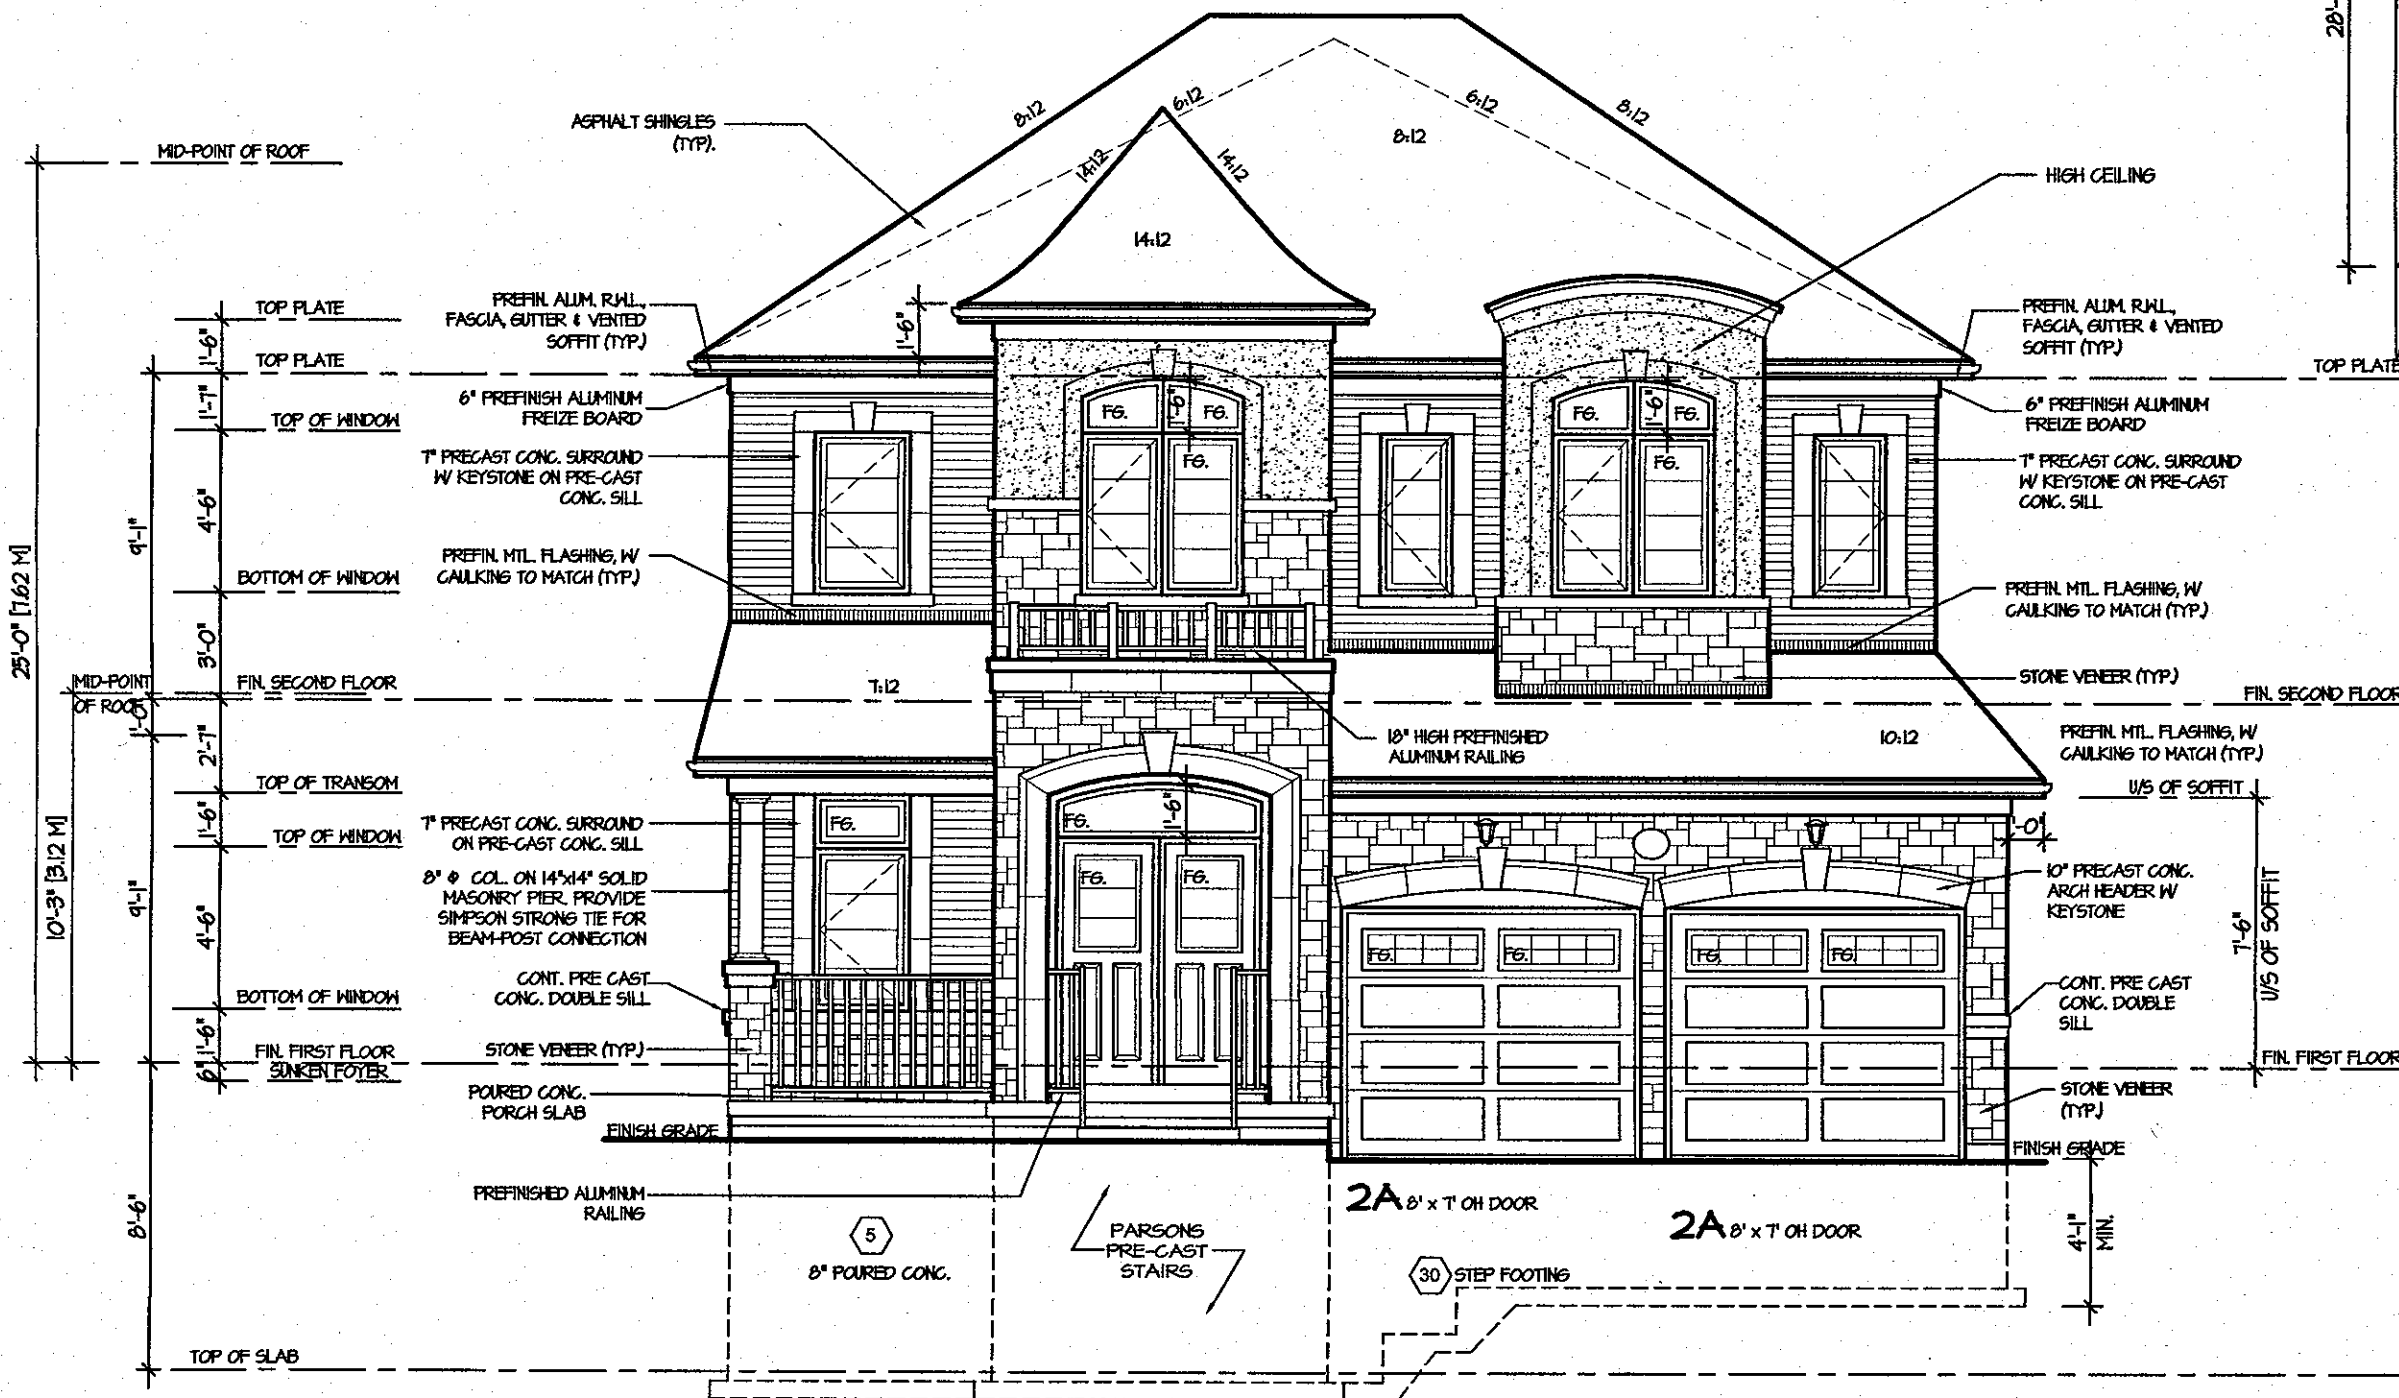 28'-
8:12
6:12
6:12
8:12
8:12
ASPHALT SHINGLES
(TYP).
MID-POINT OF ROOF
14:12
14:12
HIGH CEILING
14:12
TOP PLATE
PREFIN. ALUM. R.W.L.,
FASCIA, GUTTER & VENTED
SOFFIT (TYP.)
1'-6"
PREFIN. ALUM. R.W.L.,
FASCIA, GUTTER & VENTED
SOFFIT (TYP.)
1'-6"
TOP PLATE
TOP PLATE
1'-7"
6" PREFINISH ALUMINUM
FREIZE BOARD
TOP OF WINDOW
FG.
1'-6"
FG.
FG.
1'-6"
FG.
6" PREFINISH ALUMINUM
FREIZE BOARD
7" PRECAST CONC. SURROUND
W/ KEYSTONE ON PRE-CAST
CONC. SILL
FG.
FG.
7" PRECAST CONC. SURROUND
W/ KEYSTONE ON PRE-CAST
CONC. SILL
4'-6"
9'-1"
25'-0" [7.62 M]
BOTTOM OF WINDOW
PREFIN. MTL. FLASHING, W/
CAULKING TO MATCH (TYP.)
PREFIN. MTL. FLASHING, W/
CAULKING TO MATCH (TYP.)
3'-0"
MID-POINT
OF ROOF
FIN. SECOND FLOOR
7:12
STONE VENEER (TYP.)
FIN. SECOND FLOOR
1'-0"
2'-7"
18" HIGH PREFINISHED
ALUMINUM RAILING
10:12
PREFIN. MTL. FLASHING, W/
CAULKING TO MATCH (TYP.)
TOP OF TRANSOM
U/S OF SOFFIT
1'-6"
7" PRECAST CONC. SURROUND
ON PRE-CAST CONC. SILL
FG.
FG.
1'-6"
'-0"
TOP OF WINDOW
8" Φ COL. ON 14"x14" SOLID
MASONRY PIER. PROVIDE
SIMPSON STRONG TIE FOR
BEAM-POST CONNECTION
FG.
FG.
10" PRECAST CONC.
ARCH HEADER W/
KEYSTONE
10'-3" [3.12 M]
9'-1"
4'-6"
FG.
FG.
FG.
FG.
7'-6"
U/S OF SOFFIT
CONT. PRE CAST
CONC. DOUBLE SILL
CONT. PRE CAST
CONC. DOUBLE
SILL
BOTTOM OF WINDOW
1'-6"
FIN. FIRST FLOOR
SUNKEN FOYER
6"
STONE VENEER (TYP.)
FIN. FIRST FLOOR
POURED CONC.
PORCH SLAB
STONE VENEER
(TYP.)
FINISH GRADE
FINISH GRADE
PREFINISHED ALUMINUM
RAILING
2A 8' x 7' OH DOOR
2A 8' x 7' OH DOOR
8'-6"
5
8" POURED CONC.
PARSONS
PRE-CAST
STAIRS
4'-1"
MIN.
30 STEP FOOTING
TOP OF SLAB